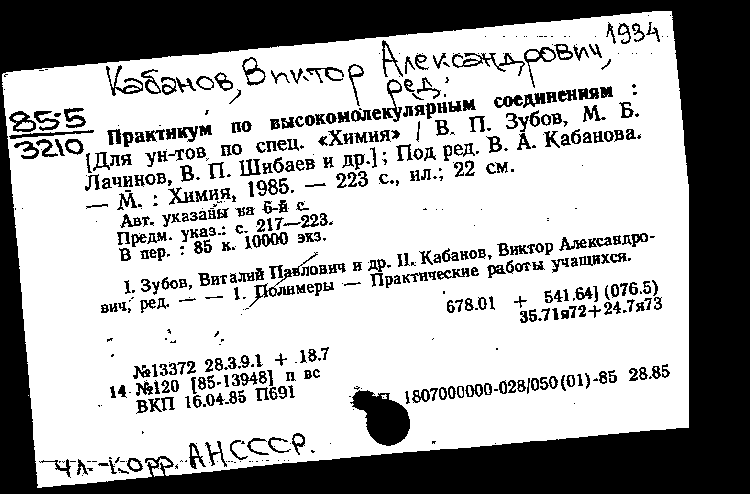 Кабанов, Виктор Александрович, 1934
ред.
85-5
3210
Практикум по высокомолекулярным соединениям :
[Для ун-тов по спец. «Химия» / В. П. Зубов, М. Б.
Лачинов, В. П. Шибаев и др.]; Под ред. В. А. Кабанова.
— М. : Химия, 1985. — 223 с., ил.; 22 см.
Авт. указаны на 6-й с.
Предм. указ.: с. 217—223.
В пер. : 85 к. 10000 экз.
I. Зубов, Виталий Павлович и др. II. Кабанов, Виктор Александро-
вич, ред. — — 1. Полимеры — Практические работы учащихся.
678.01 + 541.64] (076.5)
35.71я72+24.7я73
№13372 28.3.9.1 + 18.7
14 №120 [85-13948] п вс
ВКП 16.04.85 П691
1807000000-028/050(01)-85 28.85
чл.-корр. АН СССР.